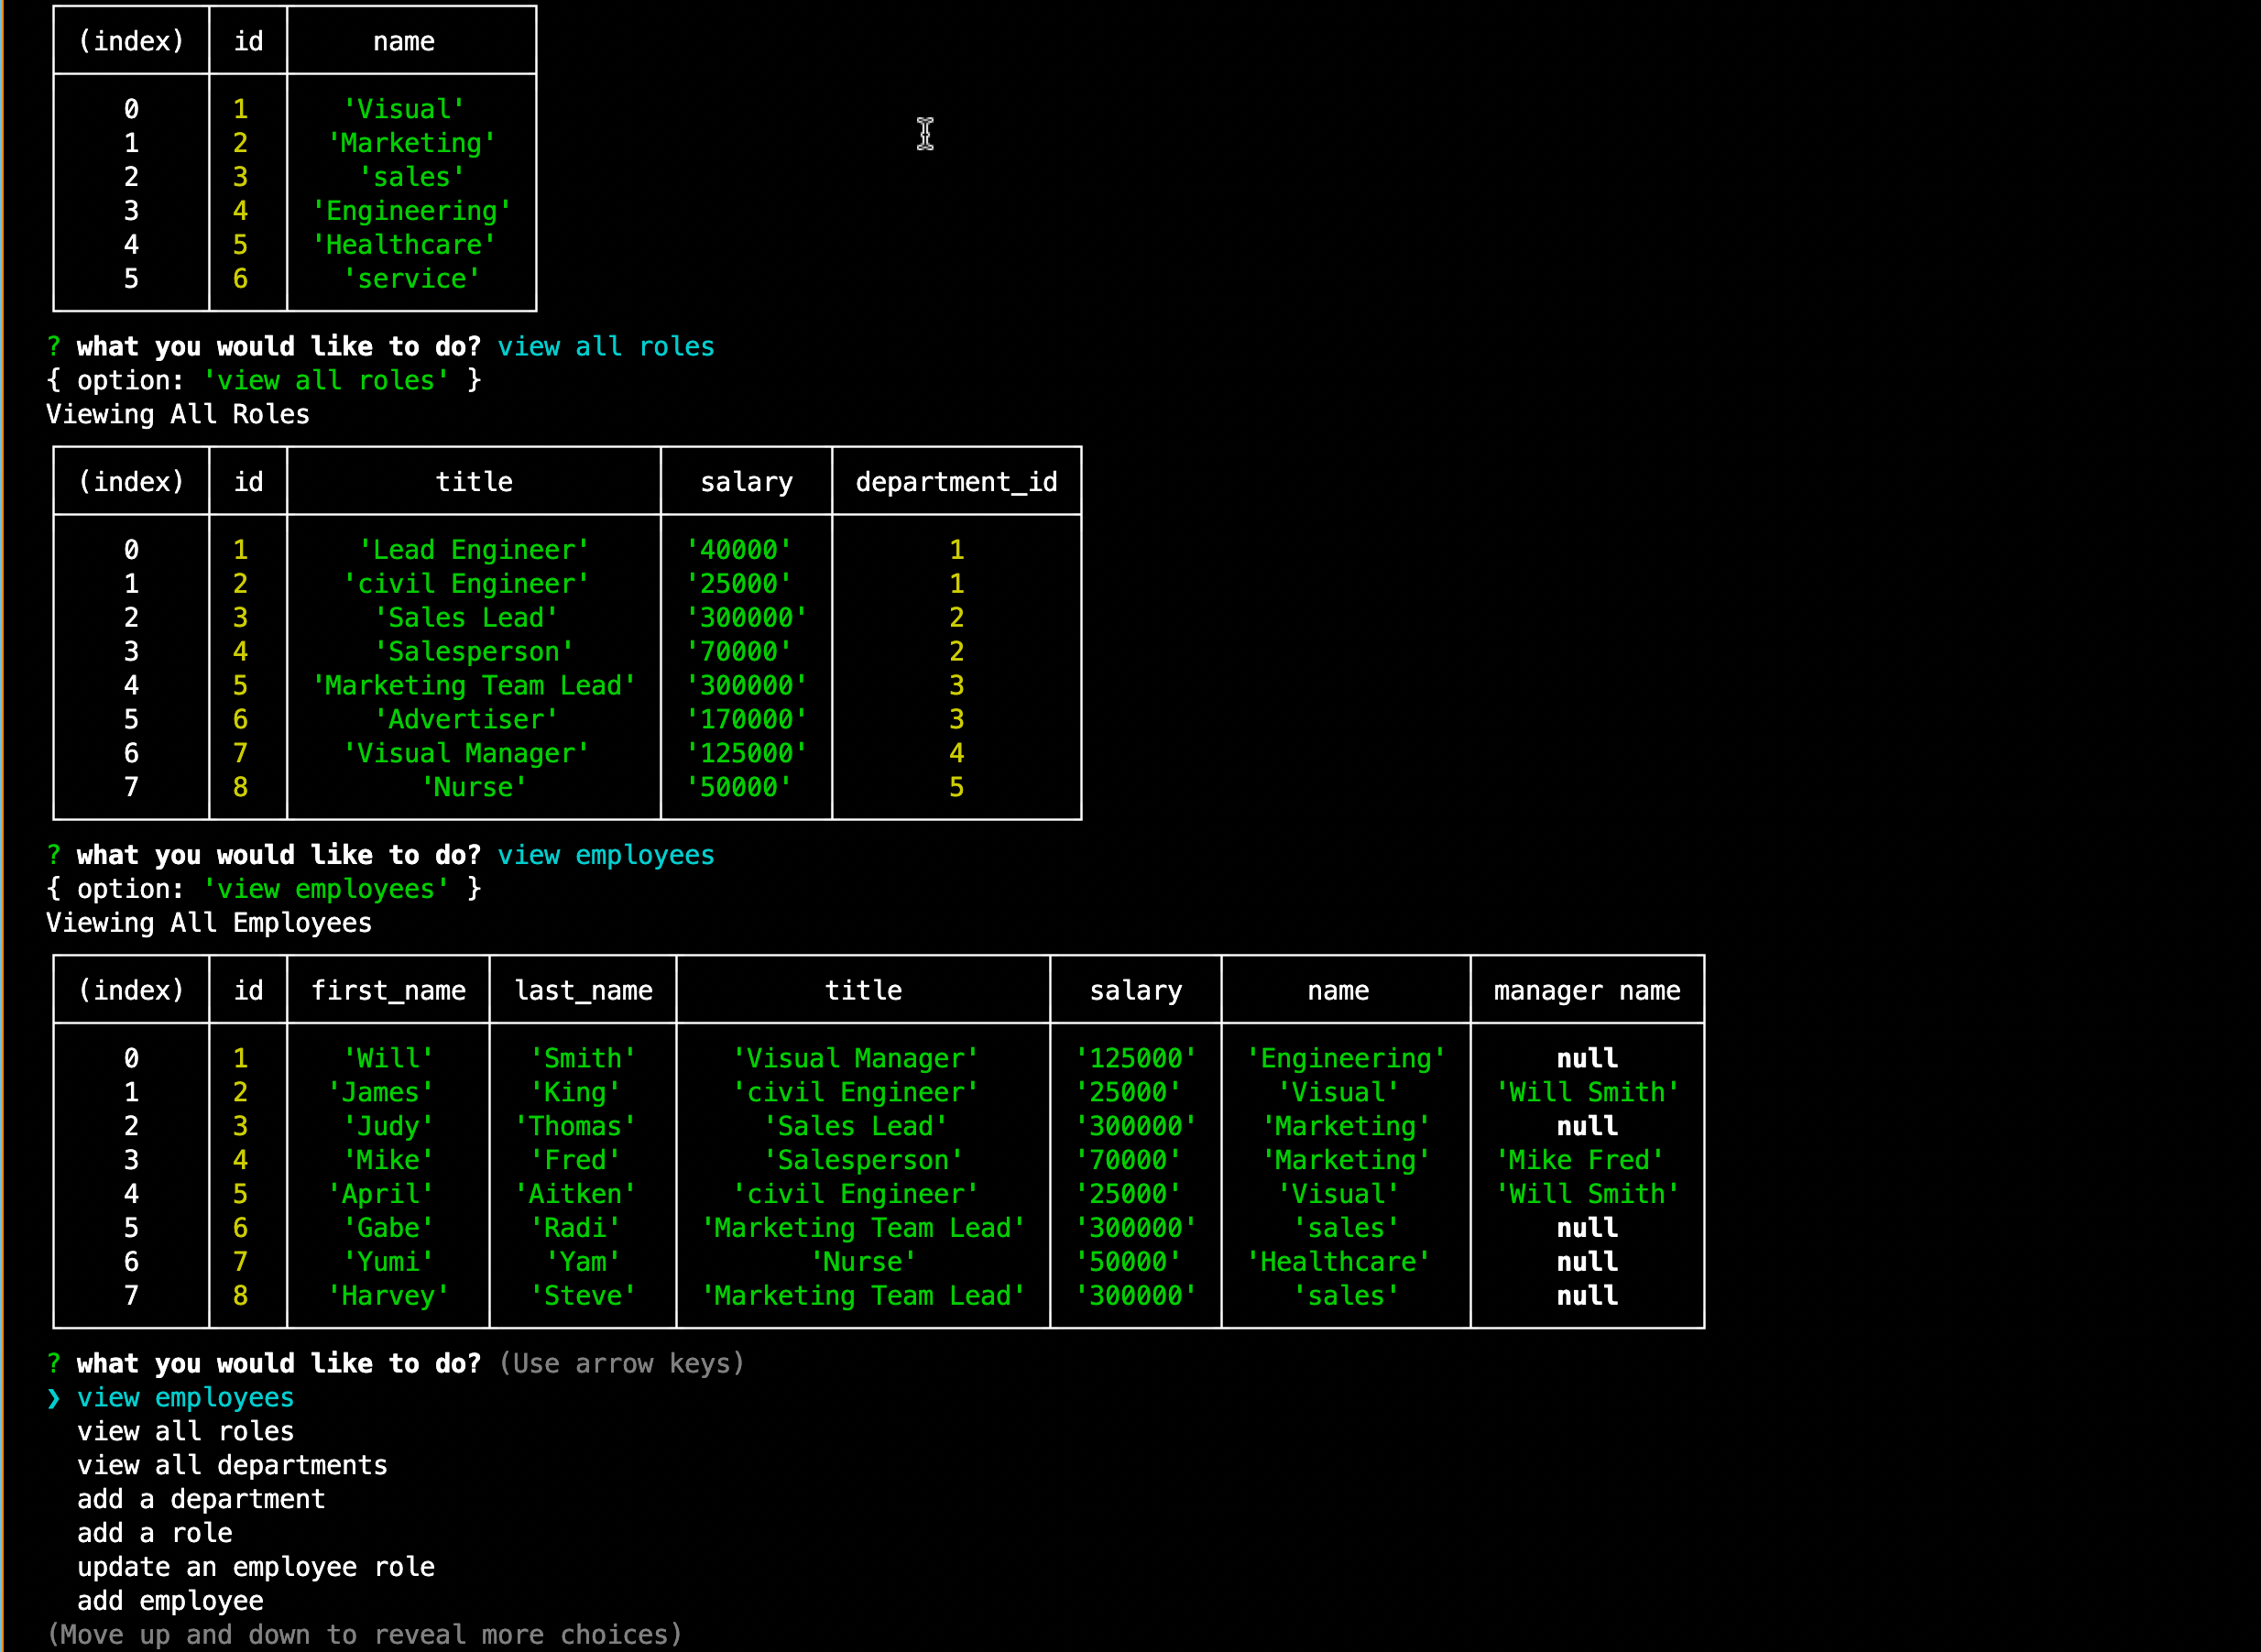 (index) id name
0 1 'Visual'
1 2 'Marketing'
2 3 'sales'
3 4 'Engineering'
4 5 'Healthcare'
5 6 'service'
? what you would like to do? view all roles
{ option: 'view all roles' }
Viewing All Roles
(index) id title salary department_id
0 1 'Lead Engineer' '40000' 1
1 2 'civil Engineer' '25000' 1
2 3 'Sales Lead' '300000' 2
3 4 'Salesperson' '70000' 2
4 5 'Marketing Team Lead' '300000' 3
5 6 'Advertiser' '170000' 3
6 7 'Visual Manager' '125000' 4
7 8 'Nurse' '50000' 5
? what you would like to do? view employees
{ option: 'view employees' }
Viewing All Employees
(index) id first_name last_name title salary name manager name
0 1 'Will' 'Smith' 'Visual Manager' '125000' 'Engineering' null
1 2 'James' 'King' 'civil Engineer' '25000' 'Visual' 'Will Smith'
2 3 'Judy' 'Thomas' 'Sales Lead' '300000' 'Marketing' null
3 4 'Mike' 'Fred' 'Salesperson' '70000' 'Marketing' 'Mike Fred'
4 5 'April' 'Aitken' 'civil Engineer' '25000' 'Visual' 'Will Smith'
5 6 'Gabe' 'Radi' 'Marketing Team Lead' '300000' 'sales' null
6 7 'Yumi' 'Yam' 'Nurse' '50000' 'Healthcare' null
7 8 'Harvey' 'Steve' 'Marketing Team Lead' '300000' 'sales' null
? what you would like to do? (Use arrow keys)
❯ view employees
view all roles
view all departments
add a department
add a role
update an employee role
add employee
(Move up and down to reveal more choices)